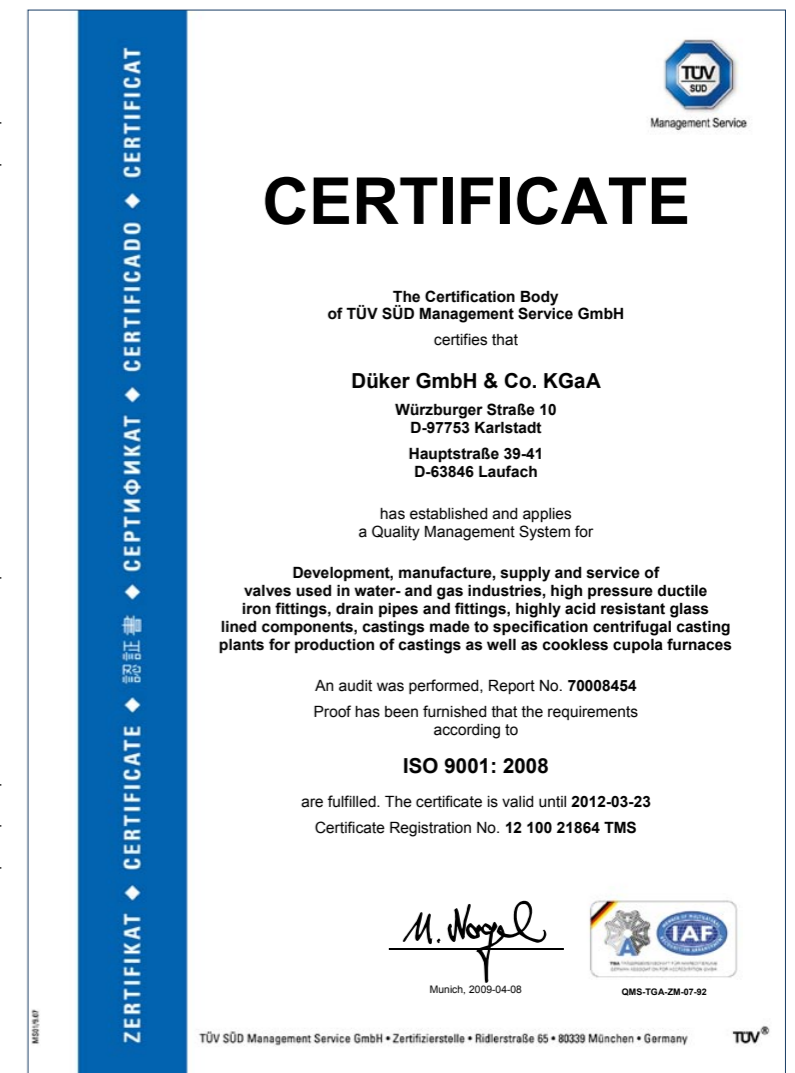 TÜV
SÜD
Management Service
CERTIFICATE
The Certification Body
of TÜV SÜD Management Service GmbH
certifies that
Düker GmbH & Co. KGaA
Würzburger Straße 10
D-97753 Karlstadt
Hauptstraße 39-41
D-63846 Laufach
has established and applies
a Quality Management System for
Development, manufacture, supply and service of
valves used in water- and gas industries, high pressure ductile
iron fittings, drain pipes and fittings, highly acid resistant glass
lined components, castings made to specification centrifugal casting
plants for production of castings as well as cookless cupola furnaces
An audit was performed, Report No. 70008454
Proof has been furnished that the requirements
according to
ISO 9001: 2008
are fulfilled. The certificate is valid until 2012-03-23
Certificate Registration No. 12 100 21864 TMS
M. Nagel
Munich, 2009-04-08
A
IAF
QMS-TGA-ZM-07-92
TÜV SÜD Management Service GmbH • Zertifizierstelle • Ridlerstraße 65 • 80339 München • Germany
TÜV®
ZERTIFIKAT ◆ CERTIFICATE ◆ 認証書 ◆ СЕРТИФИКАТ ◆ CERTIFICADO ◆ CERTIFICAT